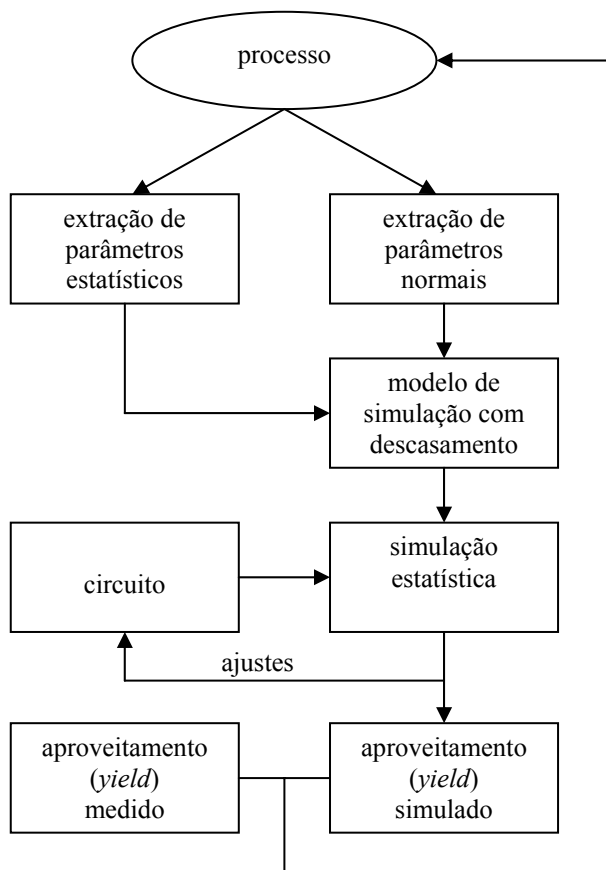 processo
extração de
parâmetros
estatísticos
extração de
parâmetros
normais
modelo de
simulação com
descasamento
circuito
simulação
estatística
ajustes
aproveitamento
(yield)
medido
aproveitamento
(yield)
simulado